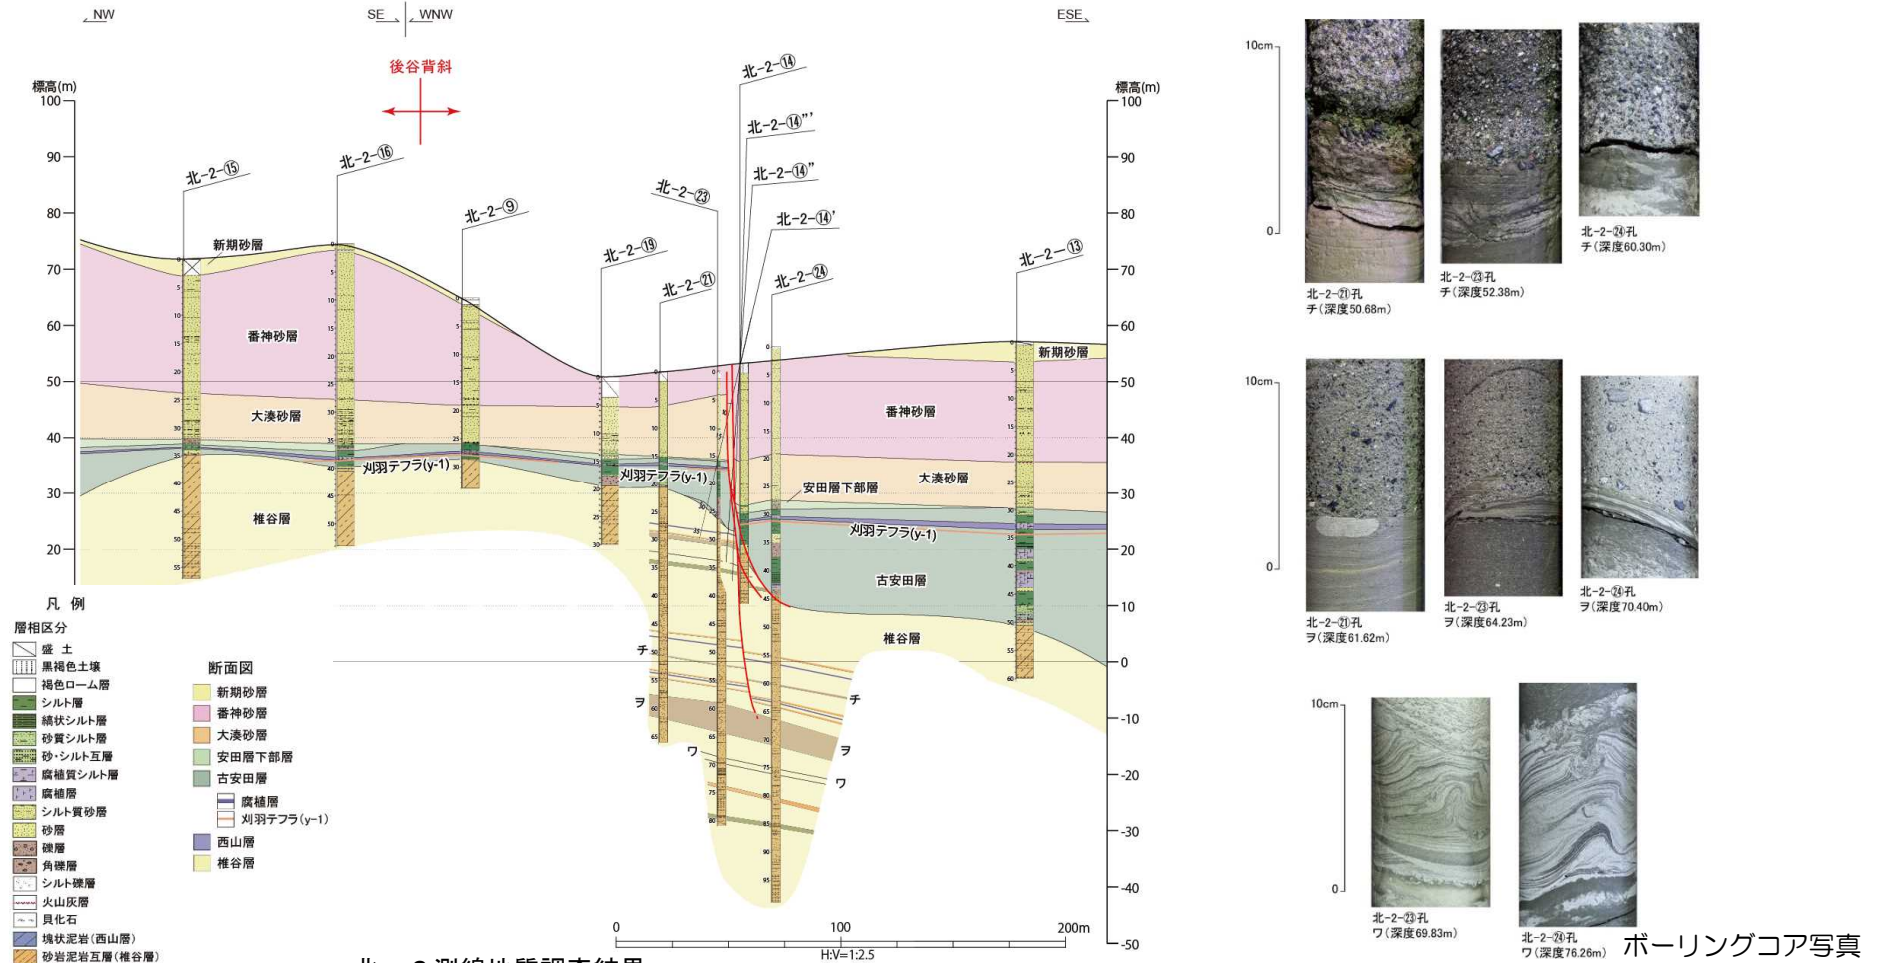 NW
SE
WNW
ESE
後谷背斜
標高(m)
標高(m)
100
90
80
70
60
50
40
30
20
100
90
80
70
60
50
40
30
20
10
0
-10
-20
-30
-40
-50
北-2-⑮
北-2-⑯
北-2-⑨
北-2-⑲
北-2-㉑
北-2-㉓
北-2-⑭
北-2-⑭"'
北-2-⑭"
北-2-⑭'
北-2-㉔
北-2-⑬
新期砂層
番神砂層
大湊砂層
刈羽テフラ(y-1)
椎谷層
刈羽テフラ(y-1)
新期砂層
番神砂層
大湊砂層
安田層下部層
刈羽テフラ(y-1)
古安田層
椎谷層
チ
ヲ
ワ
チ
ヲ
ワ
0
100
200m
H:V=1:2.5
凡 例
層相区分
盛 土
黒褐色土壌
褐色ローム層
シルト層
縞状シルト層
砂質シルト層
砂・シルト互層
腐植質シルト層
腐植層
シルト質砂層
砂層
礫層
角礫層
シルト礫層
火山灰層
貝化石
塊状泥岩(西山層)
砂岩泥岩互層(椎谷層)
断面図
新期砂層
番神砂層
大湊砂層
安田層下部層
古安田層
腐植層
刈羽テフラ(y-1)
西山層
椎谷層
10cm
0
北-2-㉑孔
チ(深度50.68m)
北-2-㉓孔
チ(深度52.38m)
北-2-㉔孔
チ(深度60.30m)
10cm
0
北-2-㉑孔
ヲ(深度61.62m)
北-2-㉓孔
ヲ(深度64.23m)
北-2-㉔孔
ヲ(深度70.40m)
10cm
0
北-2-㉓孔
ワ(深度69.83m)
北-2-㉔孔
ワ(深度76.26m)
ボーリングコア写真